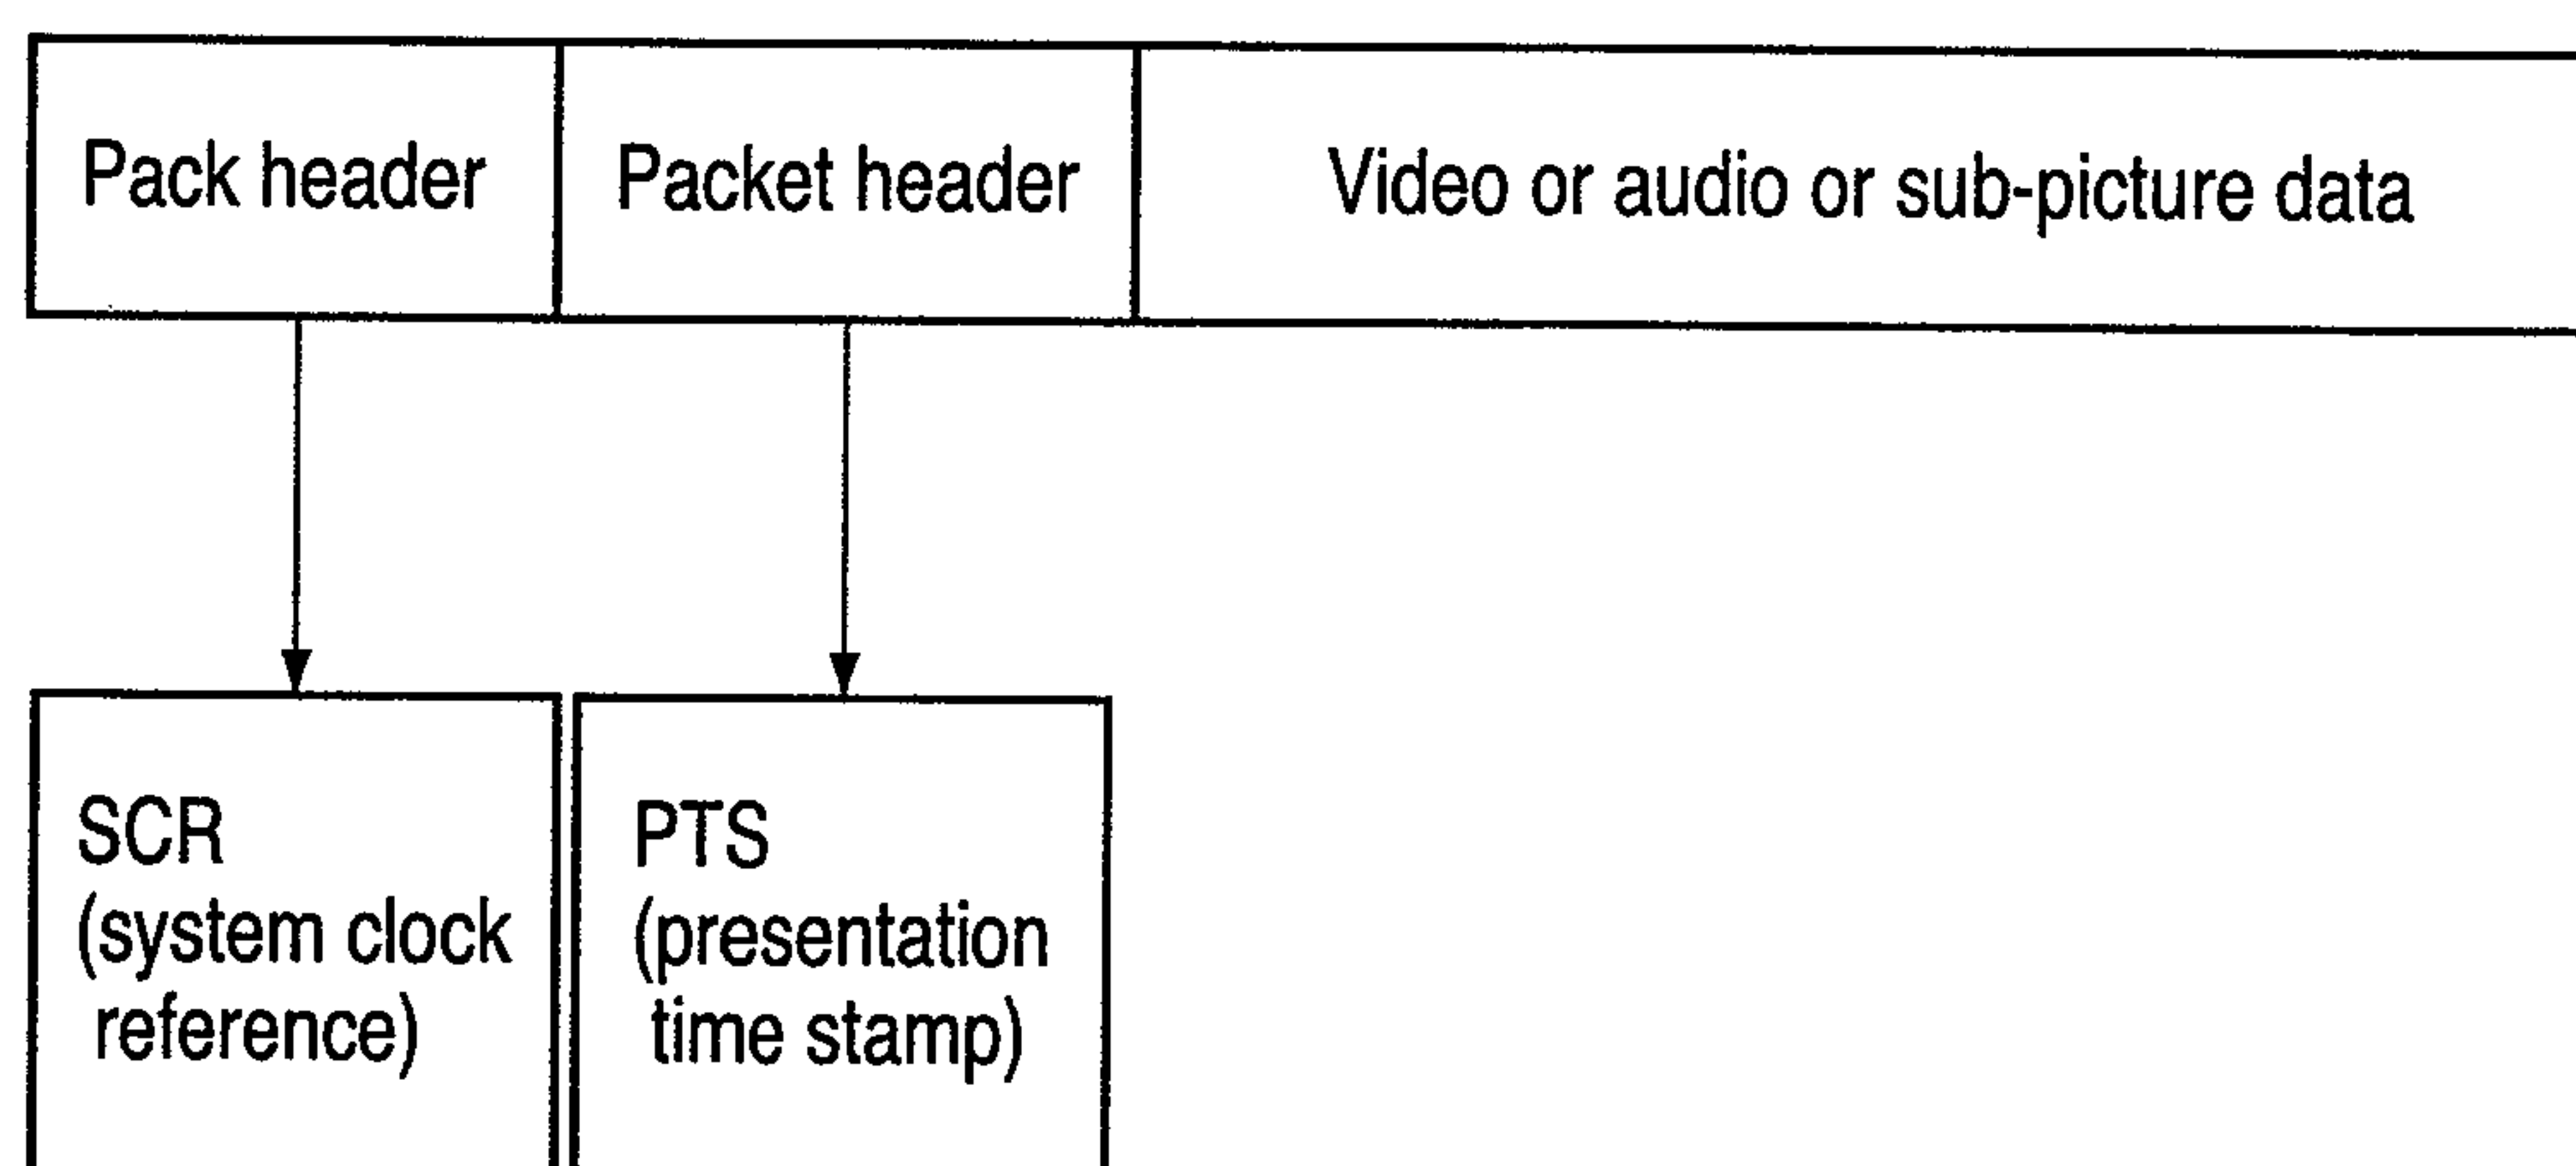 Pack header
Packet header
Video or audio or sub-picture data
SCR
(system clock
reference)
PTS
(presentation
time stamp)